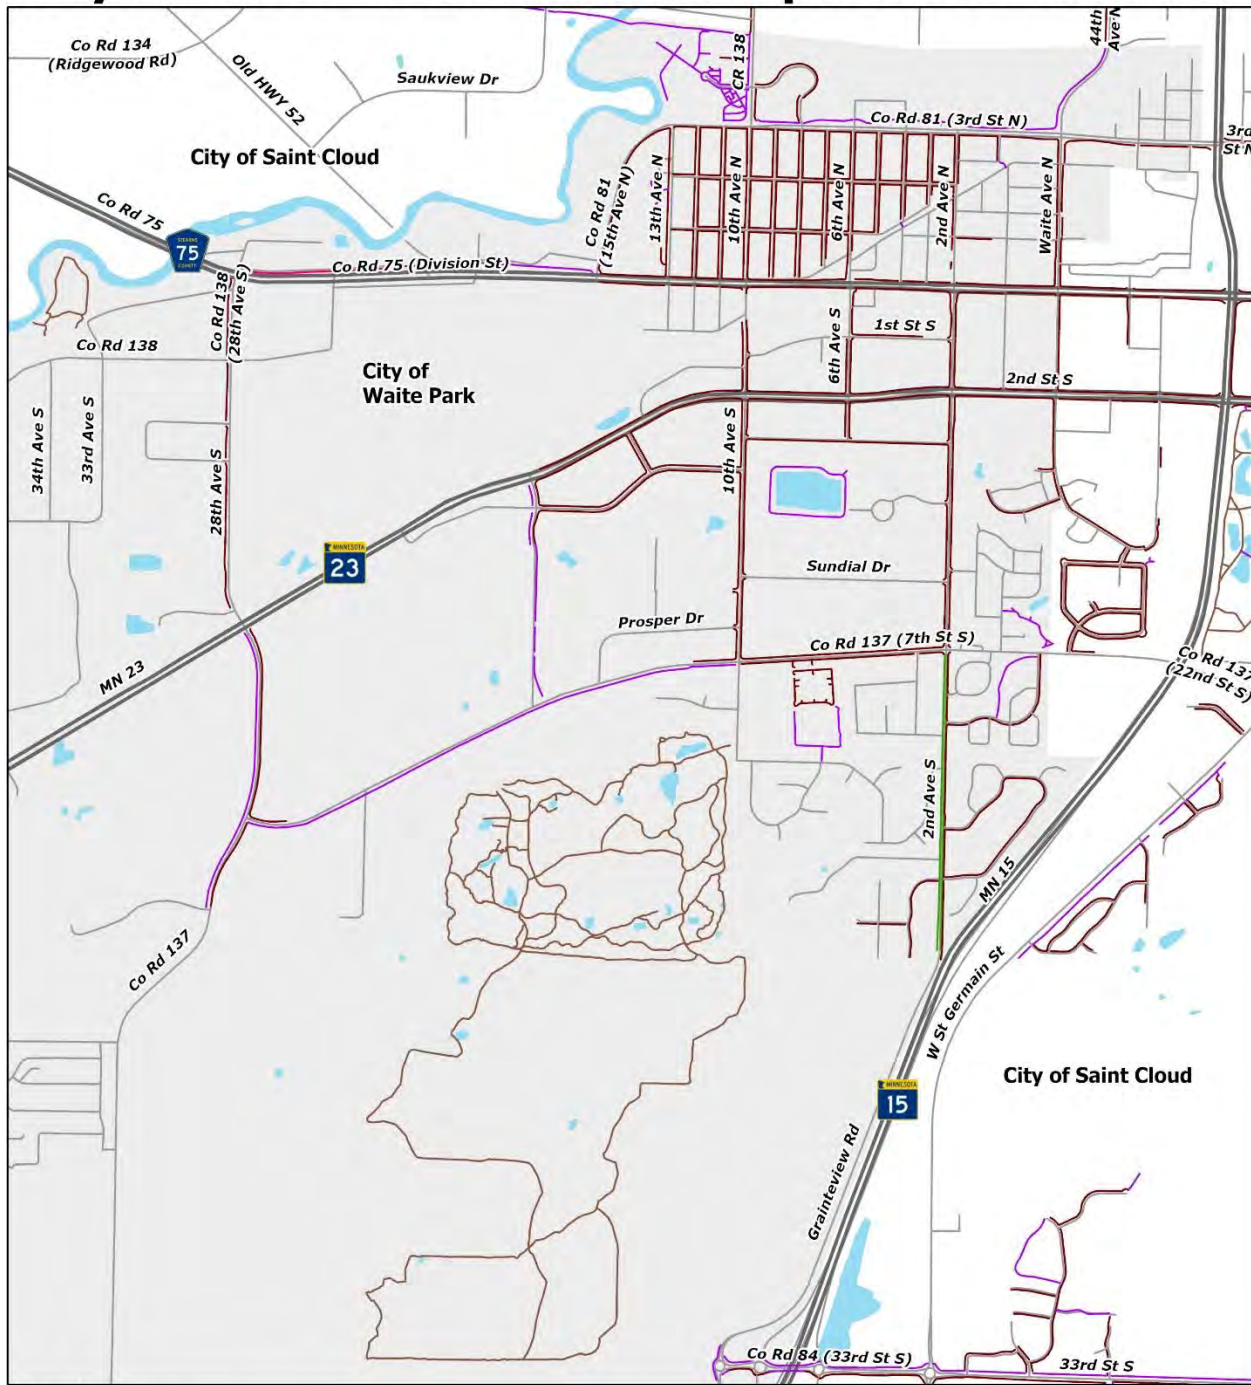 Co Rd 134
(Ridgewood Rd)
Old HWY 52
Saukview Dr
CR 138
44th
Ave N
Co Rd 81 (3rd St N)
3rd
St N
City of Saint Cloud
Co Rd 75
STEARNS
75
COUNTY
Co Rd 81
(15th Ave N)
13th Ave N
10th Ave N
6th Ave N
2nd Ave N
Waite Ave N
Co Rd 75 (Division St)
Co Rd 138
(28th Ave S)
Co Rd 138
City of
Waite Park
6th Ave S
1st St S
2nd St S
34th Ave S
33rd Ave S
28th Ave S
10th Ave S
MINNESOTA
23
Sundial Dr
Prosper Dr
Co Rd 137 (7th St S)
Co Rd 137
(22nd St S)
MN 23
2nd Ave S
MN 15
Co Rd 137
W St Germain St
City of Saint Cloud
MINNESOTA
15
Grainteview Rd
Co Rd 84 (33rd St S)
33rd St S